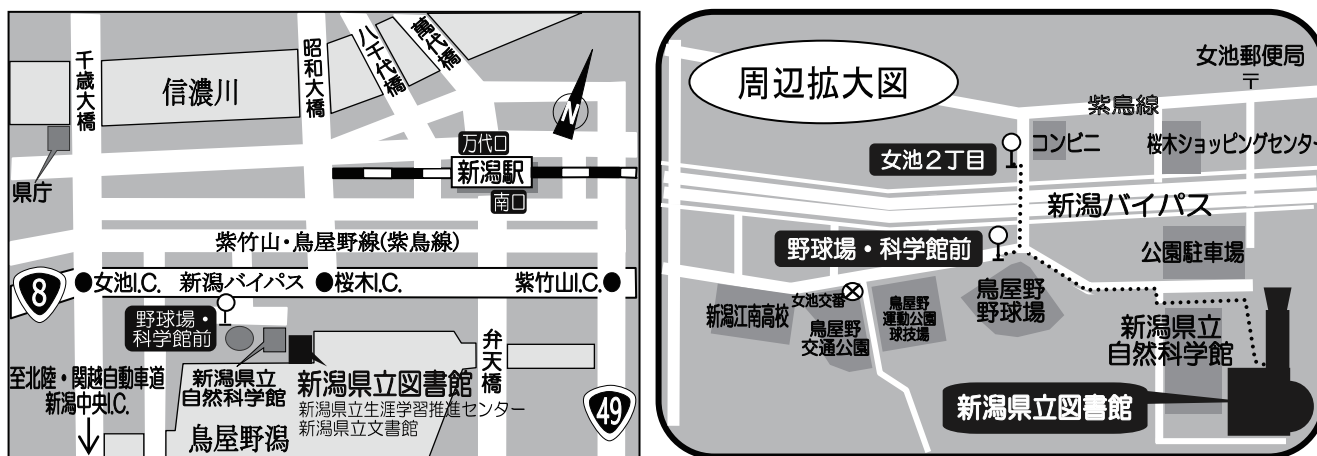 千歳大橋
信濃川
昭和大橋
八千代橋
萬代橋
N
県庁
万代口
新潟駅
南口
紫竹山・鳥屋野線(紫鳥線)
8
女池I.C.
新潟バイパス
桜木I.C.
紫竹山I.C.
野球場・
科学館前
弁天橋
至北陸・関越自動車道
新潟中央I.C.
新潟県立
自然科学館
新潟県立図書館
新潟県立生涯学習推進センター
新潟県立文書館
鳥屋野潟
49
周辺拡大図
女池郵便局
〒
紫鳥線
コンビニ
桜木ショッピングセンター
女池2丁目
新潟バイパス
野球場・科学館前
公園駐車場
新潟江南高校
女池交番
鳥屋野
交通公園
鳥屋野
運動公園
球技場
鳥屋野
野球場
新潟県立
自然科学館
新潟県立図書館